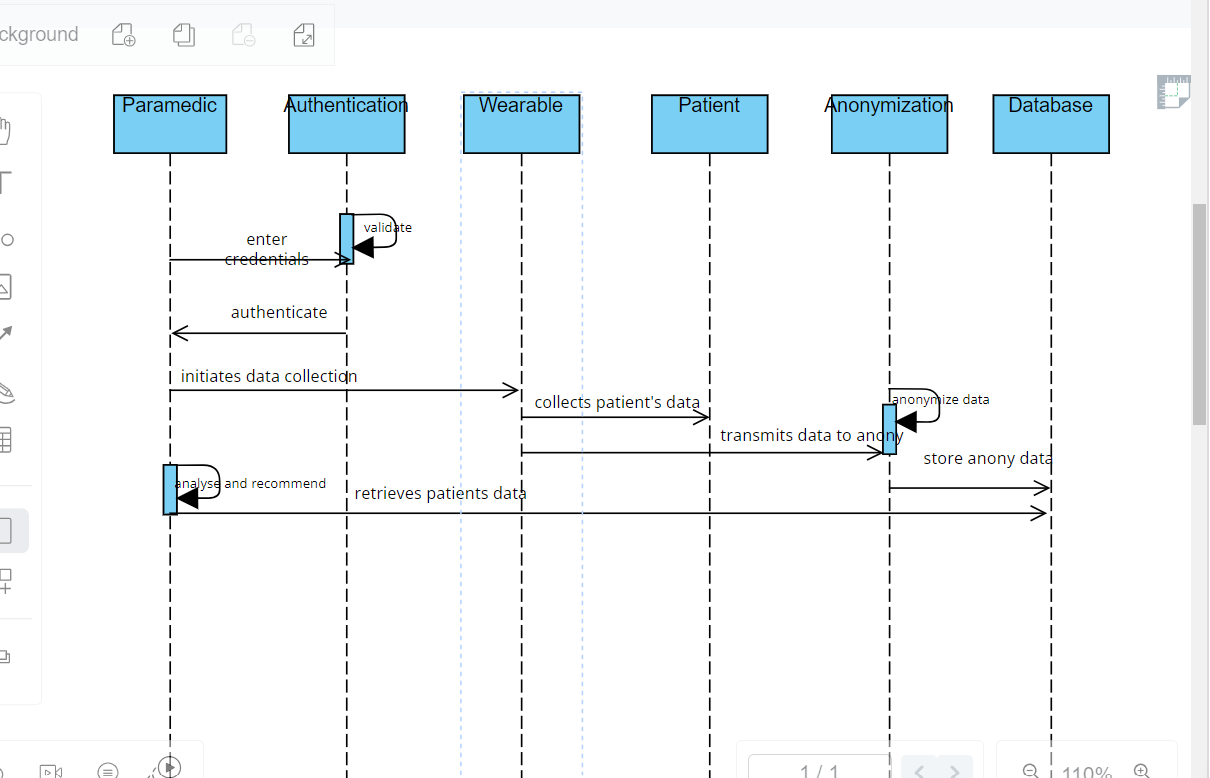 ckground
Paramedic
Authentication
Wearable
Patient
Anonymization
Database
validate
enter
credentials
authenticate
initiates data collection
collects patient's data
anonymize data
transmits data to anony
store anony data
analyse and recommend
retrieves patients data
1 / 1
110%